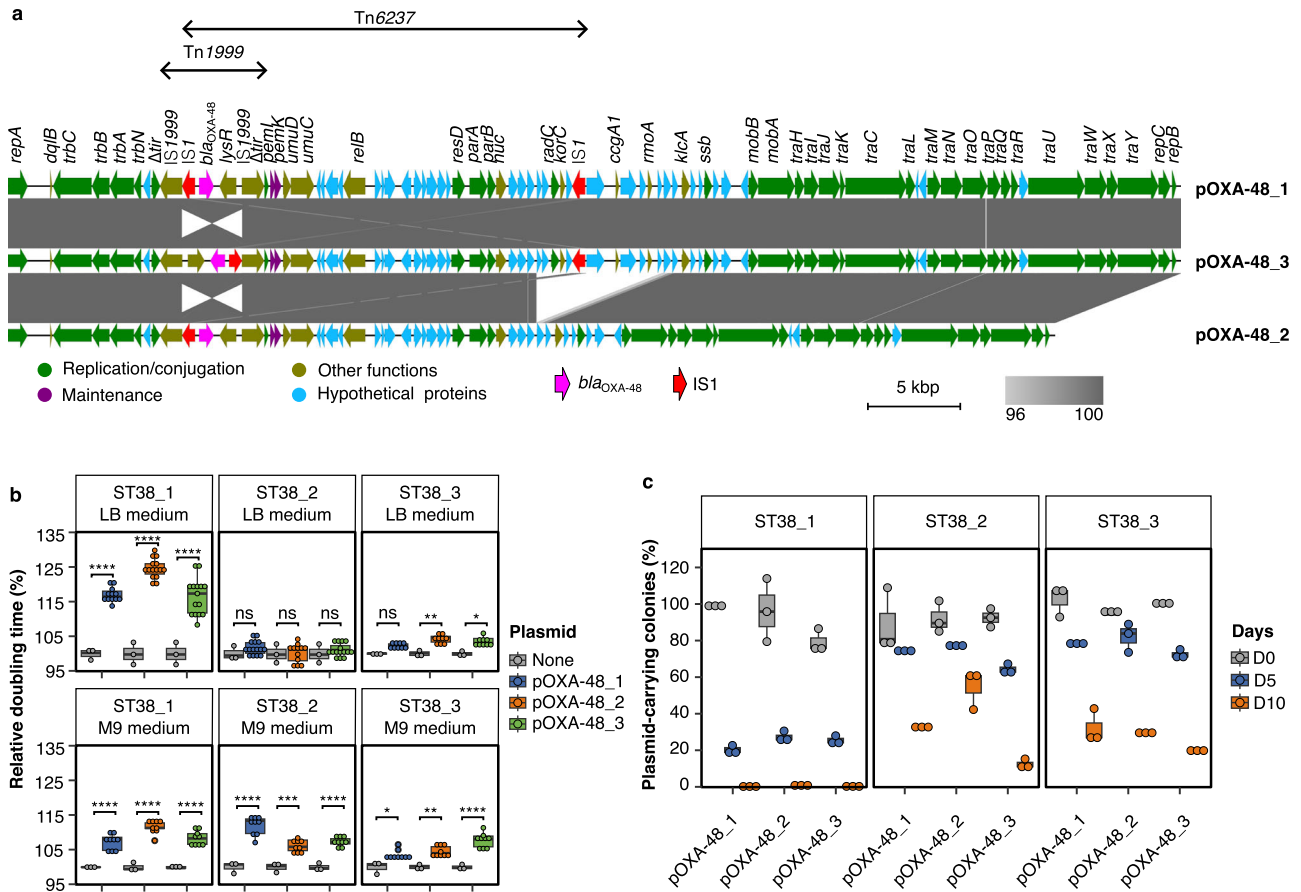 a
Tn6237
Tn1999
repA dqlB trbC trbB trbA trbN Δtir IS1999 IS1 blaOXA-48 lysR IS1999 Δtir pemI pemK umuD umuC relB resD parA parB nuc radC korC IS1 ccgA1 rmoA klcA ssb mobB mobA traH traI traJ traK traC traL traM traN traO traP traQ traR traU traW traX traY repC repB
pOXA-48_1
pOXA-48_3
pOXA-48_2
Replication/conjugation
Other functions
blaOXA-48
IS1
5 kbp
Maintenance
Hypothetical proteins
96 100
b
ST38_1
LB medium
ST38_2
LB medium
ST38_3
LB medium
135
125
115
105
95
****
****
****
ns
ns
ns
ns
**
*
Relative doubling time (%)
ST38_1
M9 medium
ST38_2
M9 medium
ST38_3
M9 medium
135
125
115
105
95
****
****
****
****
***
****
*
**
****
Plasmid
None
pOXA-48_1
pOXA-48_2
pOXA-48_3
c
ST38_1
ST38_2
ST38_3
Plasmid-carrying colonies (%)
120
100
80
60
40
20
0
pOXA-48_1
pOXA-48_2
pOXA-48_3
pOXA-48_1
pOXA-48_2
pOXA-48_3
pOXA-48_1
pOXA-48_2
pOXA-48_3
Days
D0
D5
D10